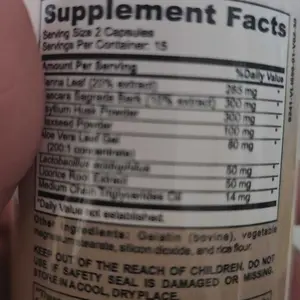 Supplement Facts
Serving Size 2 Capsules
Servings Per Container: 15
Amount Per Serving %Daily Value
Senna Leaf (20% extract) 285 mg *
Cascara Sagrada Bark ( extract) 300 mg *
Psyllium Husk Powder 300 mg *
Flaxseed Powder 100 mg *
Aloe Vera Leaf Gel 80 mg *
(200:1 concentrate)
Lactobacillus acidophilus 50 mg *
Licorice Root Extract 50 mg *
Medium Chain Triglycerides Oil 14 mg *
*Daily Value not established.
Other Ingredients: Gelatin (bovine), vegetable
magnesium stearate, silicon dioxide, and rice flour.
KEEP OUT OF THE REACH OF CHILDREN. DO NOT
USE IF SAFETY SEAL IS DAMAGED OR MISSING.
STORE IN A COOL, DRY PLACE.